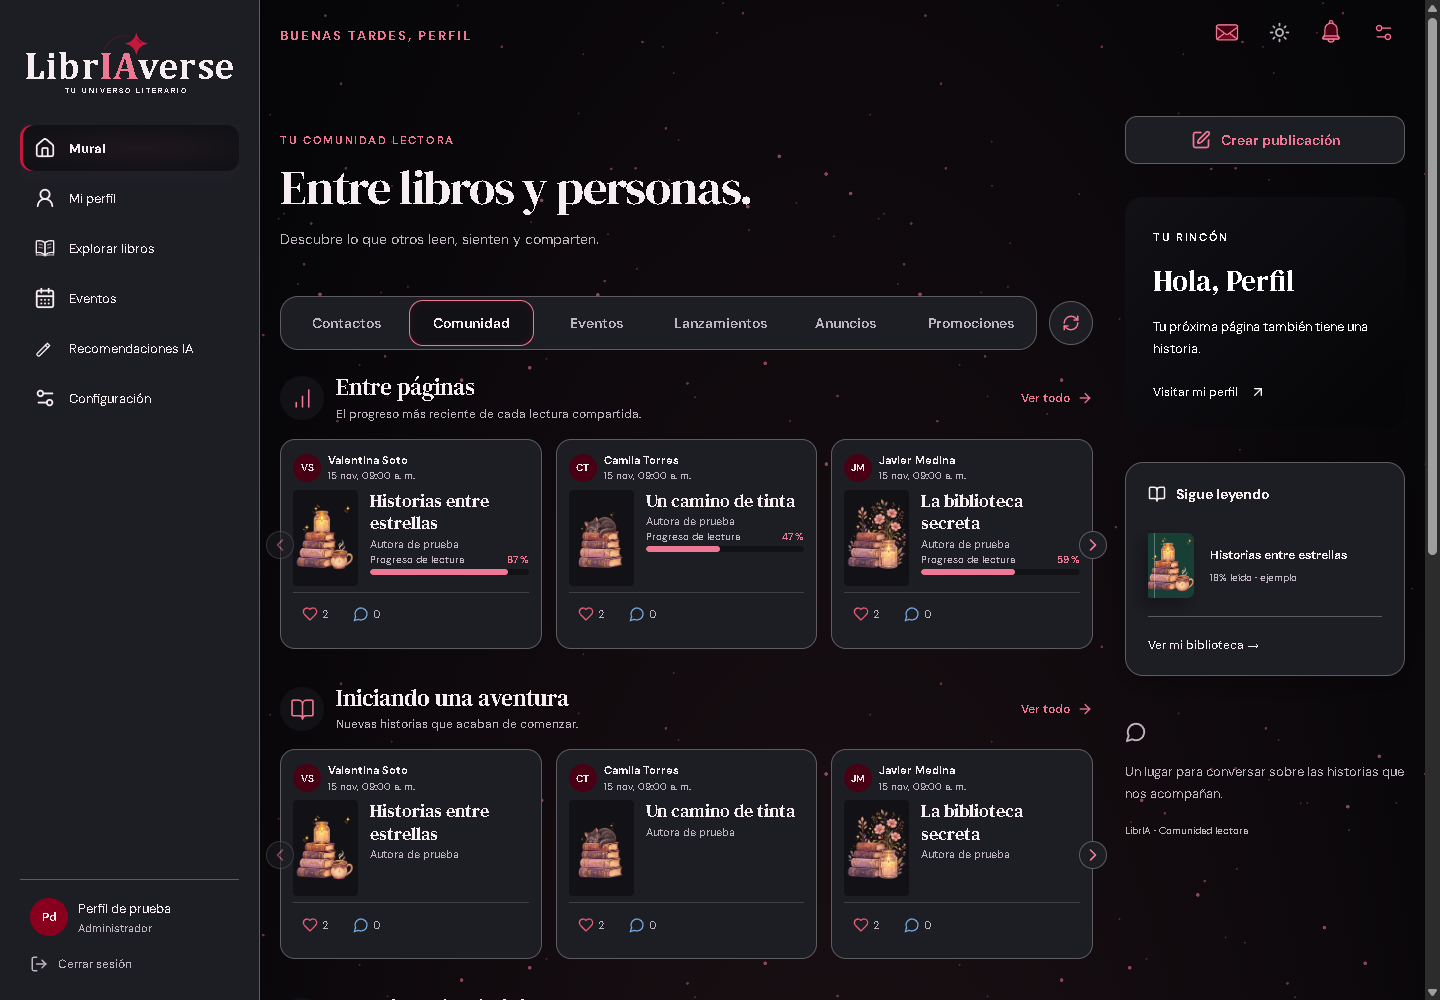 LibrIAverse
TU UNIVERSO LITERARIO
Mural
Mi perfil
Explorar libros
Eventos
Recomendaciones IA
Configuración
Pd
Perfil de prueba
Administrador
Cerrar sesión
BUENAS TARDES, PERFIL
TU COMUNIDAD LECTORA
Entre libros y personas.
Descubre lo que otros leen, sienten y comparten.
Contactos
Comunidad
Eventos
Lanzamientos
Anuncios
Promociones
Entre páginas
El progreso más reciente de cada lectura compartida.
Ver todo →
VS
Valentina Soto
15 nov, 09:00 a. m.
Historias entre
estrellas
Autora de prueba
Progreso de lectura 87%
2 0
CT
Camila Torres
15 nov, 09:00 a. m.
Un camino de tinta
Autora de prueba
Progreso de lectura 47%
2 0
JM
Javier Medina
15 nov, 09:00 a. m.
La biblioteca
secreta
Autora de prueba
Progreso de lectura 59%
2 0
Iniciando una aventura
Nuevas historias que acaban de comenzar.
Ver todo →
VS
Valentina Soto
15 nov, 09:00 a. m.
Historias entre
estrellas
Autora de prueba
2 0
CT
Camila Torres
15 nov, 09:00 a. m.
Un camino de tinta
Autora de prueba
2 0
JM
Javier Medina
15 nov, 09:00 a. m.
La biblioteca
secreta
Autora de prueba
2 0
Crear publicación
TU RINCÓN
Hola, Perfil
Tu próxima página también tiene una
historia.
Visitar mi perfil
Sigue leyendo
Historias entre estrellas
18% leído · ejemplo
Ver mi biblioteca →
Un lugar para conversar sobre las historias que
nos acompañan.
LibrIA · Comunidad lectora